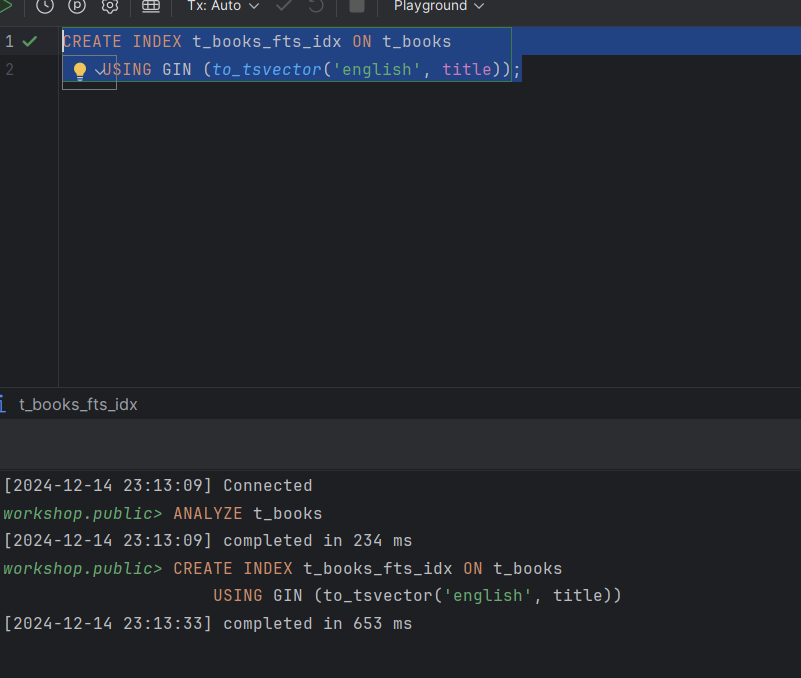 Tx: Auto
Playground
1 CREATE INDEX t_books_fts_idx ON t_books
2 USING GIN (to_tsvector('english', title));
t_books_fts_idx
[2024-12-14 23:13:09] Connected
workshop.public> ANALYZE t_books
[2024-12-14 23:13:09] completed in 234 ms
workshop.public> CREATE INDEX t_books_fts_idx ON t_books
USING GIN (to_tsvector('english', title))
[2024-12-14 23:13:33] completed in 653 ms